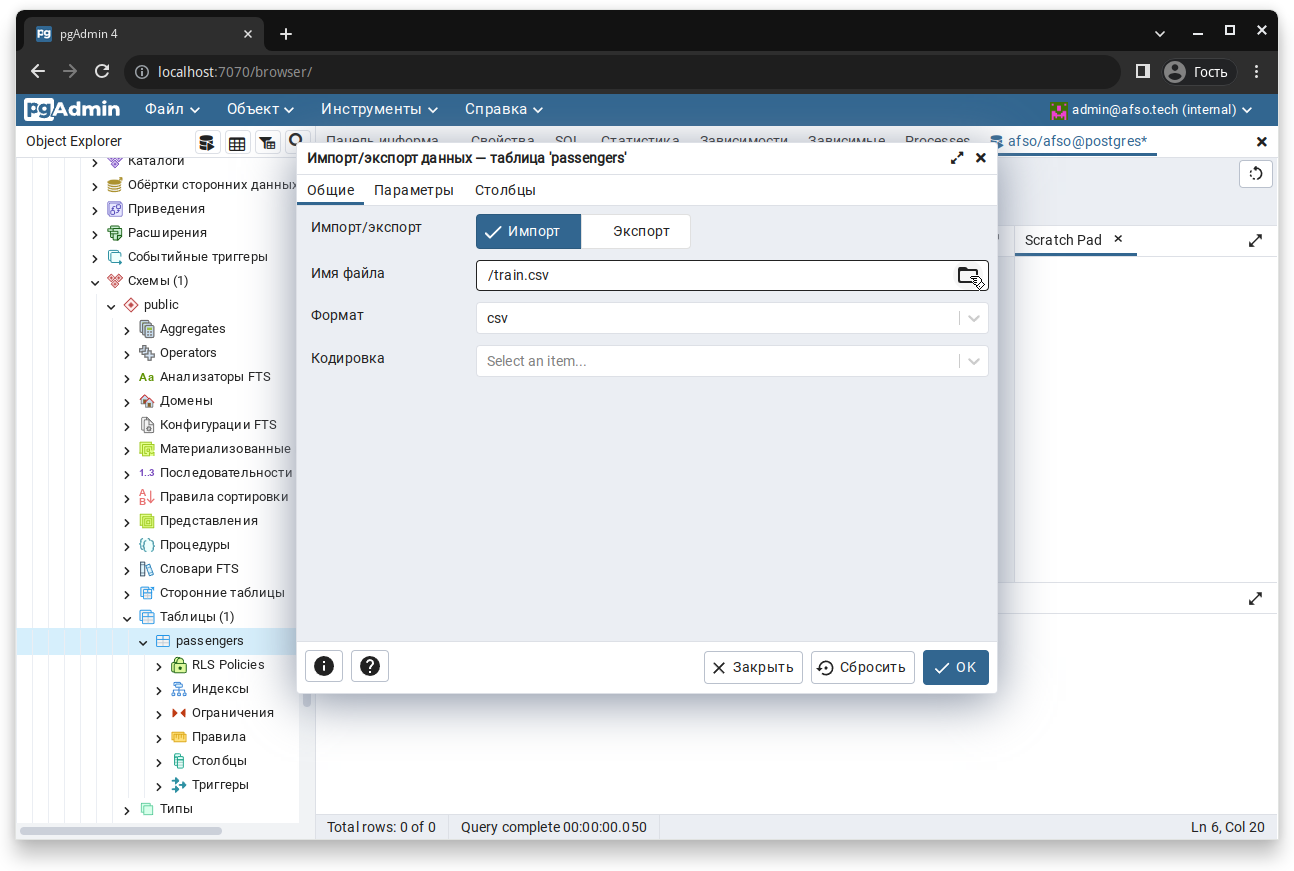 pgAdmin 4
localhost:7070/browser/
Гость
pgAdmin
Файл
Объект
Инструменты
Справка
admin@afso.tech (internal)
Object Explorer
Панель информа
Свойства
SQL
Статистика
Зависимости
Зависимые
Processes
afso/afso@postgres*
Каталоги
Обёртки сторонних данных
Приведения
Расширения
Событийные триггеры
Схемы (1)
public
Aggregates
Operators
Aa Анализаторы FTS
Домены
Конфигурации FTS
Материализованные
1..3 Последовательности
Правила сортировки
Представления
Процедуры
Словари FTS
Сторонние таблицы
Таблицы (1)
passengers
RLS Policies
Индексы
Ограничения
Правила
Столбцы
Триггеры
Типы
Импорт/экспорт данных — таблица 'passengers'
Общие
Параметры
Столбцы
Импорт/экспорт
Импорт
Экспорт
Имя файла
/train.csv
Формат
csv
Кодировка
Select an item...
Закрыть
Сбросить
OK
Scratch Pad
Total rows: 0 of 0
Query complete 00:00:00.050
Ln 6, Col 20